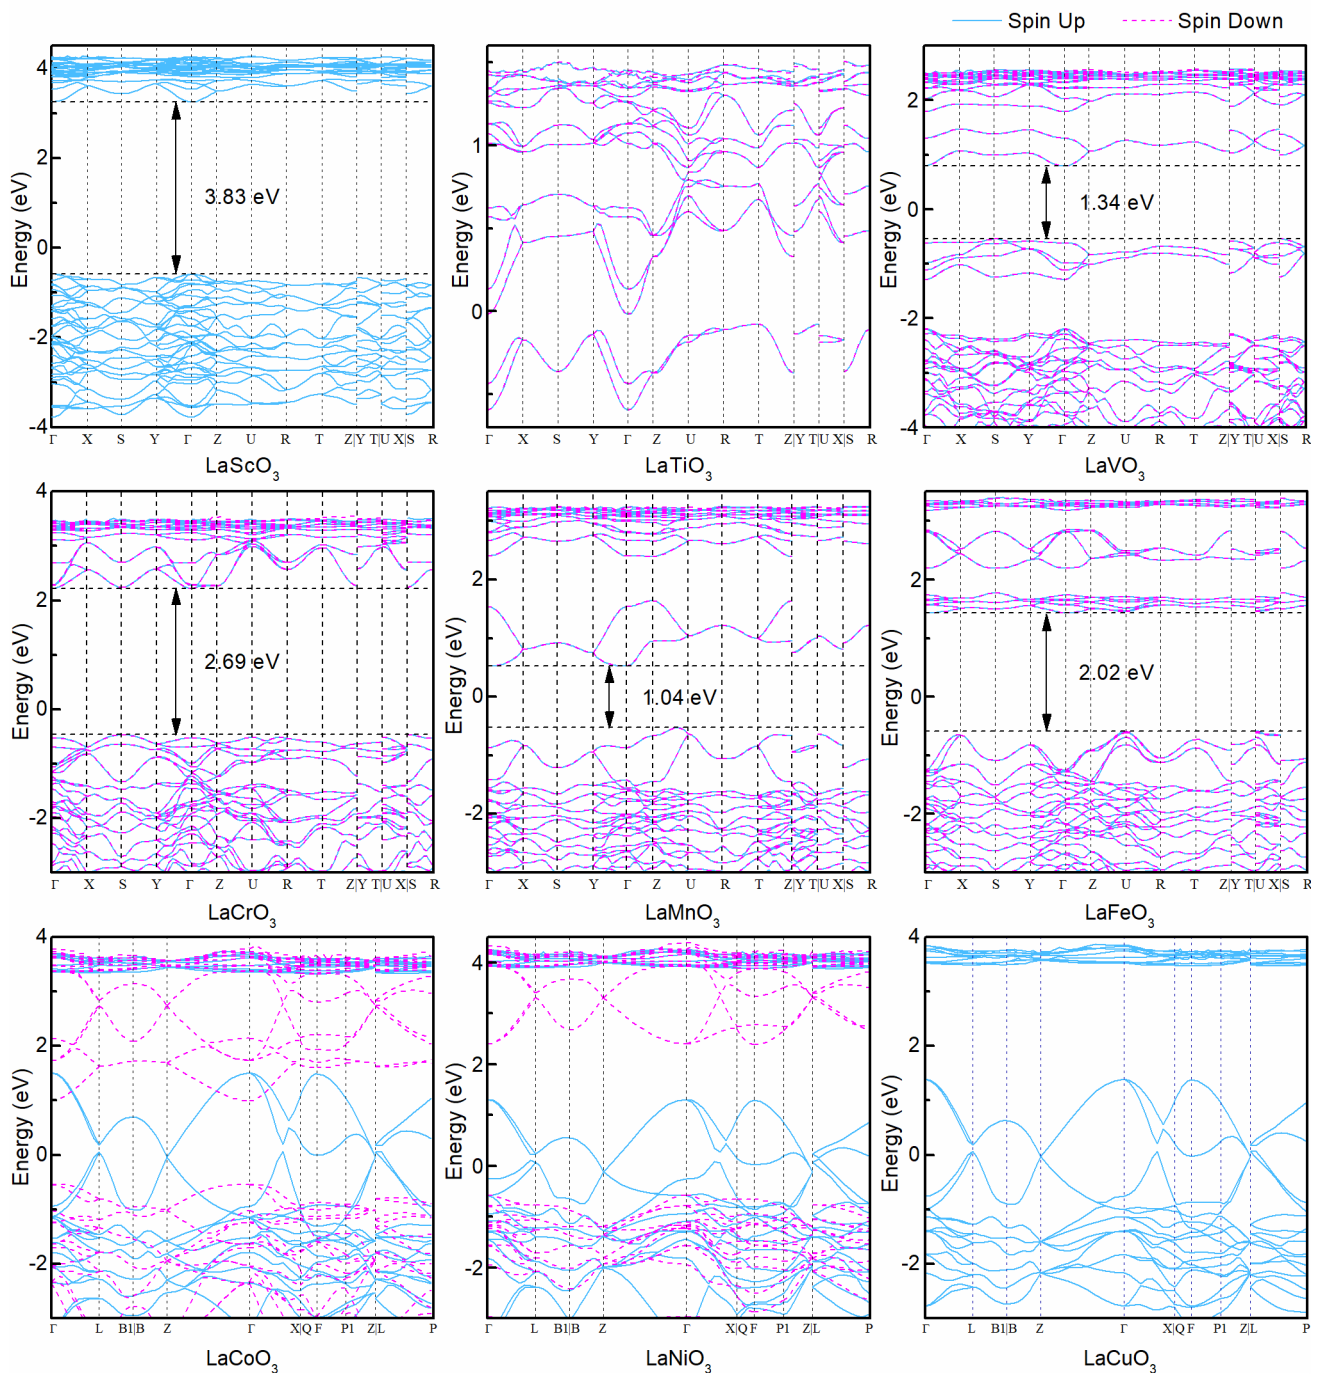 Spin Up Spin Down
4 2 0 -2 -4
Energy (eV)
3.83 eV
Γ X S Y Γ Z U R T Z|Y T|U X|S R
LaScO3
1 0
Energy (eV)
Γ X S Y Γ Z U R T Z|Y T|U X|S R
LaTiO3
2 0 -2 -4
Energy (eV)
1.34 eV
Γ X S Y Γ Z U R T Z|Y T|U X|S R
LaVO3
4 2 0 -2
Energy (eV)
2.69 eV
Γ X S Y Γ Z U R T Z|Y T|U X|S R
LaCrO3
2 0 -2
Energy (eV)
1.04 eV
Γ X S Y Γ Z U R T Z|Y T|U X|S R
LaMnO3
2 0 -2
Energy (eV)
2.02 eV
Γ X S Y Γ Z U R T Z|Y T|U X|S R
LaFeO3
4 2 0 -2
Energy (eV)
Γ L B1|B Z Γ X|Q F P1 Z|L P
LaCoO3
4 2 0 -2
Energy (eV)
Γ L B1|B Z Γ X|Q F P1 Z|L P
LaNiO3
4 2 0 -2
Energy (eV)
Γ L B1|B Z Γ X|Q F P1 Z|L P
LaCuO3